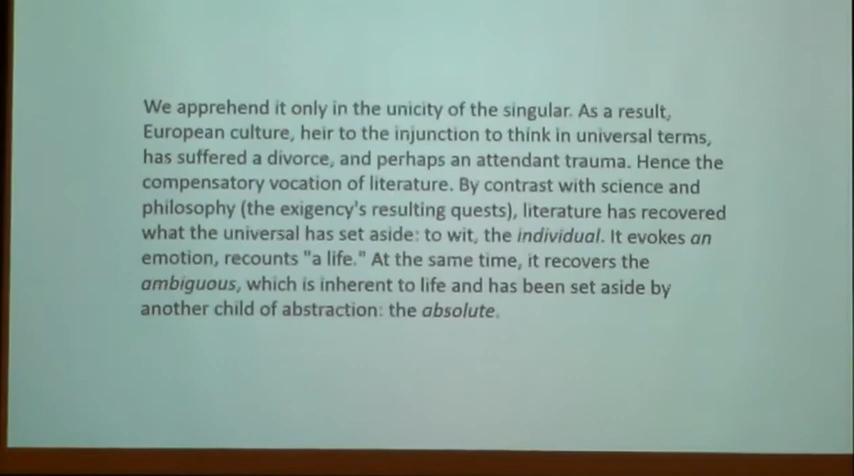 We apprehend it only in the unicity of the singular. As a result,
European culture, heir to the injunction to think in universal terms,
has suffered a divorce, and perhaps an attendant trauma. Hence the
compensatory vocation of literature. By contrast with science and
philosophy (the exigency's resulting quests), literature has recovered
what the universal has set aside: to wit, the individual. It evokes an
emotion, recounts "a life." At the same time, it recovers the
ambiguous, which is inherent to life and has been set aside by
another child of abstraction: the absolute.